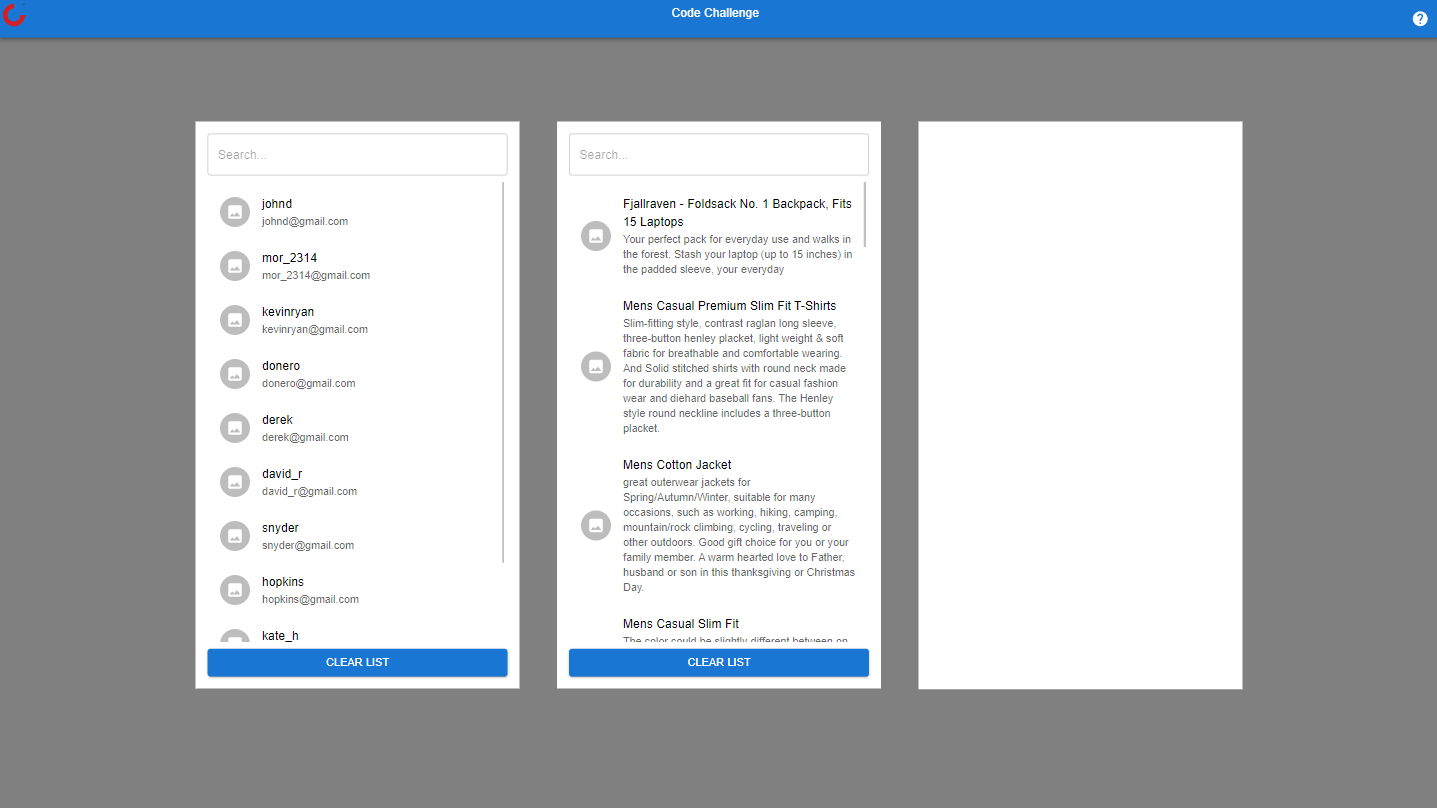 Code Challenge
Search...
johnd
johnd@gmail.com
mor_2314
mor_2314@gmail.com
kevinryan
kevinryan@gmail.com
donero
donero@gmail.com
derek
derek@gmail.com
david_r
david_r@gmail.com
snyder
snyder@gmail.com
hopkins
hopkins@gmail.com
kate_h
CLEAR LIST
Search...
Fjallraven - Foldsack No. 1 Backpack, Fits
15 Laptops
Your perfect pack for everyday use and walks in
the forest. Stash your laptop (up to 15 inches) in
the padded sleeve, your everyday
Mens Casual Premium Slim Fit T-Shirts
Slim-fitting style, contrast raglan long sleeve,
three-button henley placket, light weight & soft
fabric for breathable and comfortable wearing.
And Solid stitched shirts with round neck made
for durability and a great fit for casual fashion
wear and diehard baseball fans. The Henley
style round neckline includes a three-button
placket.
Mens Cotton Jacket
great outerwear jackets for
Spring/Autumn/Winter, suitable for many
occasions, such as working, hiking, camping,
mountain/rock climbing, cycling, traveling or
other outdoors. Good gift choice for you or your
family member. A warm hearted love to Father,
husband or son in this thanksgiving or Christmas
Day.
Mens Casual Slim Fit
The color could be slightly different between on
CLEAR LIST